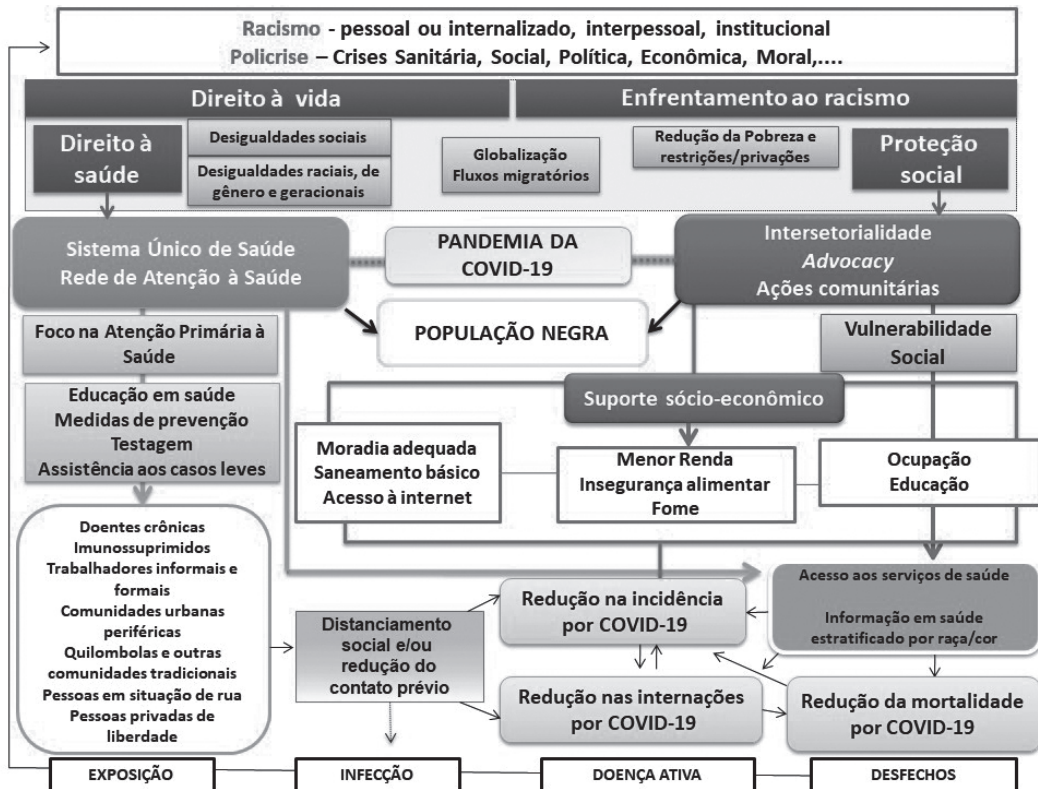 Racismo - pessoal ou internalizado, interpessoal, institucional
Policrise – Crises Sanitária, Social, Política, Econômica, Moral,....
Direito à vida
Enfrentamento ao racismo
Direito à
saúde
Desigualdades sociais
Desigualdades raciais, de
gênero e geracionais
Globalização
Fluxos migratórios
Redução da Pobreza e
restrições/privações
Proteção
social
Sistema Único de Saúde
Rede de Atenção à Saúde
PANDEMIA DA
COVID-19
Intersetorialidade
Advocacy
Ações comunitárias
POPULAÇÃO NEGRA
Foco na Atenção Primária à
Saúde
Vulnerabilidade
Social
Educação em saúde
Medidas de prevenção
Testagem
Assistência aos casos leves
Suporte sócio-econômico
Moradia adequada
Saneamento básico
Acesso à internet
Menor Renda
Insegurança alimentar
Fome
Ocupação
Educação
Doentes crônicas
Imunossuprimidos
Trabalhadores informais e
formais
Comunidades urbanas
periféricas
Quilombolas e outras
comunidades tradicionais
Pessoas em situação de rua
Pessoas privadas de
liberdade
Distanciamento
social e/ou
redução do
contato prévio
Redução na incidência
por COVID-19
Acesso aos serviços de saúde
Informação em saúde
estratificado por raça/cor
Redução nas internações
por COVID-19
Redução da mortalidade
por COVID-19
EXPOSIÇÃO
INFECÇÃO
DOENÇA ATIVA
DESFECHOS